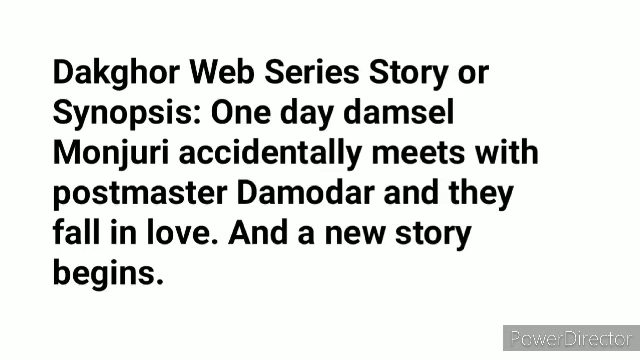 Dakghor Web Series Story or
Synopsis: One day damsel
Monjuri accidentally meets with
postmaster Damodar and they
fall in love. And a new story
begins.
PowerDirector